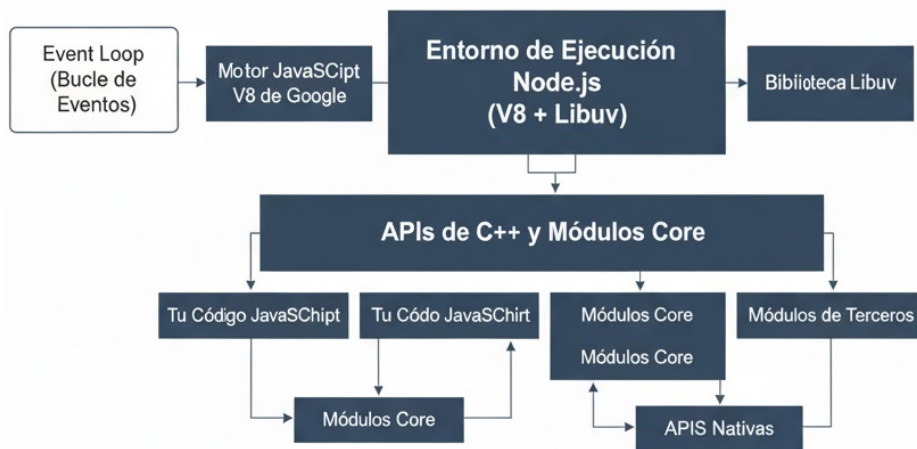 Event Loop
(Bucle de
Eventos)
Motor JavaSCipt
V8 de Google
Entorno de Ejecución
Node.js
(V8 + Libuv)
Bibiioteca Libuv
APIs de C++ y Módulos Core
Tu Código JavaSChipt
Tu Códo JavaSChirt
Módulos Core
Módulos Core
Módulos de Terceros
Módulos Core
APIS Nativas